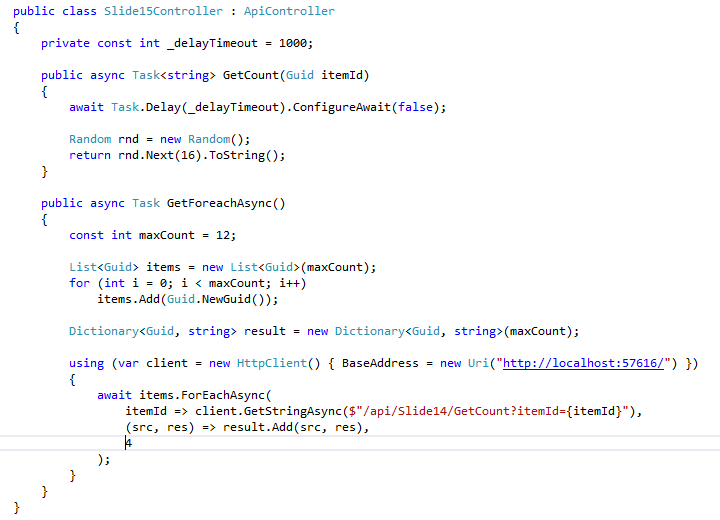 public class Slide15Controller : ApiController
{
    private const int _delayTimeout = 1000;

    public async Task<string> GetCount(Guid itemId)
    {
        await Task.Delay(_delayTimeout).ConfigureAwait(false);

        Random rnd = new Random();
        return rnd.Next(16).ToString();
    }

    public async Task GetForeachAsync()
    {
        const int maxCount = 12;

        List<Guid> items = new List<Guid>(maxCount);
        for (int i = 0; i < maxCount; i++)
            items.Add(Guid.NewGuid());

        Dictionary<Guid, string> result = new Dictionary<Guid, string>(maxCount);

        using (var client = new HttpClient() { BaseAddress = new Uri("http://localhost:57616/") })
        {
            await items.ForEachAsync(
                itemId => client.GetStringAsync($"/api/Slide14/GetCount?itemId={itemId}"),
                (src, res) => result.Add(src, res),
                4
            );
        }
    }
}